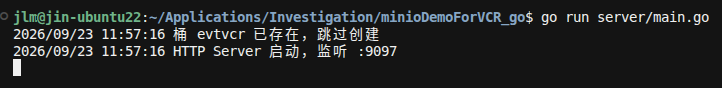 jlm@jin-ubuntu22:~/Applications/Investigation/minioDemoForVCR_go$ go run server/main.go
2026/09/23 11:57:16 桶 evtvcr 已存在，跳过创建
2026/09/23 11:57:16 HTTP Server 启动，监听 :9097